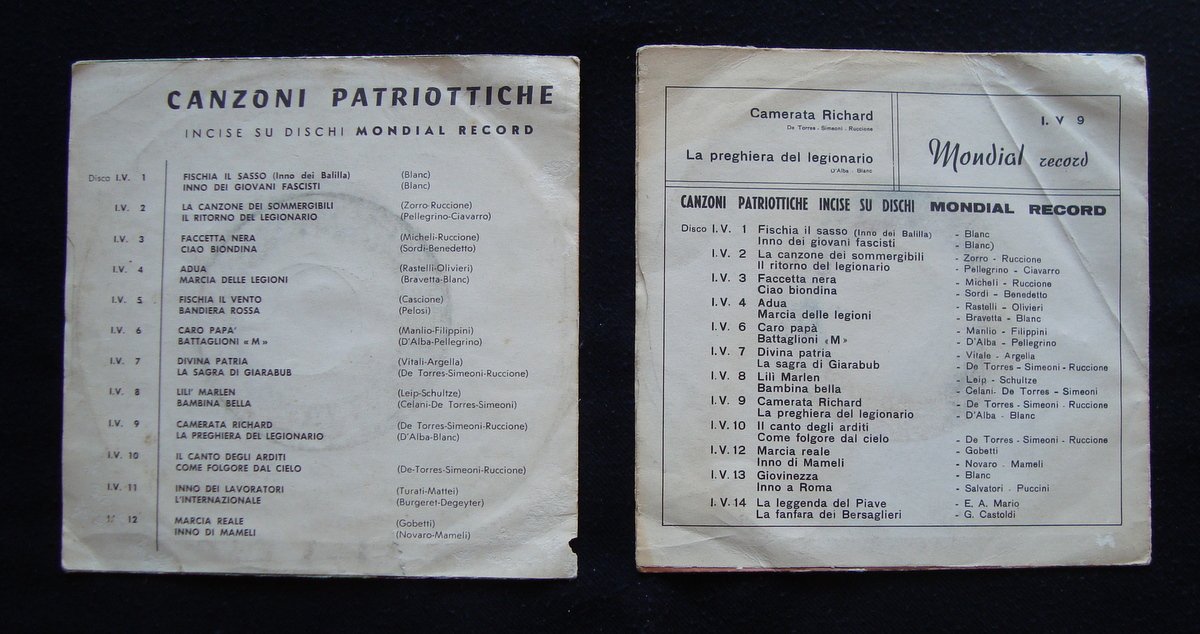 CANZONI PATRIOTTICHE
INCISE SU DISCHI MONDIAL RECORD
Disco I.V. 1 FISCHIA IL SASSO (Inno dei Balilla) (Blanc)
INNO DEI GIOVANI FASCISTI (Blanc)
I.V. 2 LA CANZONE DEI SOMMERGIBILI (Zorro-Ruccione)
IL RITORNO DEL LEGIONARIO (Pellegrino-Ciavarro)
I.V. 3 FACCETTA NERA (Micheli-Ruccione)
CIAO BIONDINA (Sordi-Benedetto)
I.V. 4 ADUA (Rastelli-Olivieri)
MARCIA DELLE LEGIONI (Bravetta-Blanc)
I.V. 5 FISCHIA IL VENTO (Cascione)
BANDIERA ROSSA (Pelosi)
I.V. 6 CARO PAPA' (Manlio-Filippini)
BATTAGLIONI « M » (D'Alba-Pellegrino)
I.V. 7 DIVINA PATRIA (Vitali-Argella)
LA SAGRA DI GIARABUB (De Torres-Simeoni-Ruccione)
I.V. 8 LILI' MARLEN (Leip-Schultze)
BAMBINA BELLA (Celani-De Torres-Simeoni)
I.V. 9 CAMERATA RICHARD (De Torres-Simeoni-Ruccione)
LA PREGHIERA DEL LEGIONARIO (D'Alba-Blanc)
I.V. 10 IL CANTO DEGLI ARDITI
COME FOLGORE DAL CIELO (De-Torres-Simeoni-Ruccione)
I.V. 11 INNO DEI LAVORATORI (Turati-Mattei)
L'INTERNAZIONALE (Burgeret-Degeyter)
12 MARCIA REALE (Gobetti)
INNO DI MAMELI (Novaro-Mameli)
Camerata Richard
De Torres - Simeoni - Ruccione
La preghiera del legionario
D'Alba - Blanc
I. V 9
Mondial record
CANZONI PATRIOTTICHE INCISE SU DISCHI MONDIAL RECORD
Disco I.V. 1 Fischia il sasso (Inno dei Balilla) - Blanc
Inno dei giovani fascisti - Blanc)
I.V. 2 La canzone dei sommergibili - Zorro - Ruccione
Il ritorno del legionario - Pellegrino - Ciavarro
I.V. 3 Faccetta nera - Micheli - Ruccione
Ciao biondina - Sordi - Benedetto
I.V. 4 Adua - Rastelli - Olivieri
Marcia delle legioni - Bravetta - Blanc
I.V. 6 Caro papà - Manlio - Filippini
Battaglioni «M» - D'Alba - Pellegrino
I.V. 7 Divina patria - Vitale - Argella
La sagra di Giarabub - De Torres - Simeoni - Ruccione
I.V. 8 Lilì Marlen - Leip - Schultze
Bambina bella - Celani - De Torres - Simeoni
I.V. 9 Camerata Richard - De Torres - Simeoni - Ruccione
La preghiera del legionario - D'Alba - Blanc
I.V. 10 Il canto degli arditi
Come folgore dal cielo - De Torres - Simeoni - Ruccione
I.V. 12 Marcia reale - Gobetti
Inno di Mameli - Novaro - Mameli
I.V. 13 Giovinezza - Blanc
Inno a Roma - Salvatori - Puccini
I.V. 14 La leggenda del Piave - E. A. Mario
La fanfara dei Bersaglieri - G. Castoldi